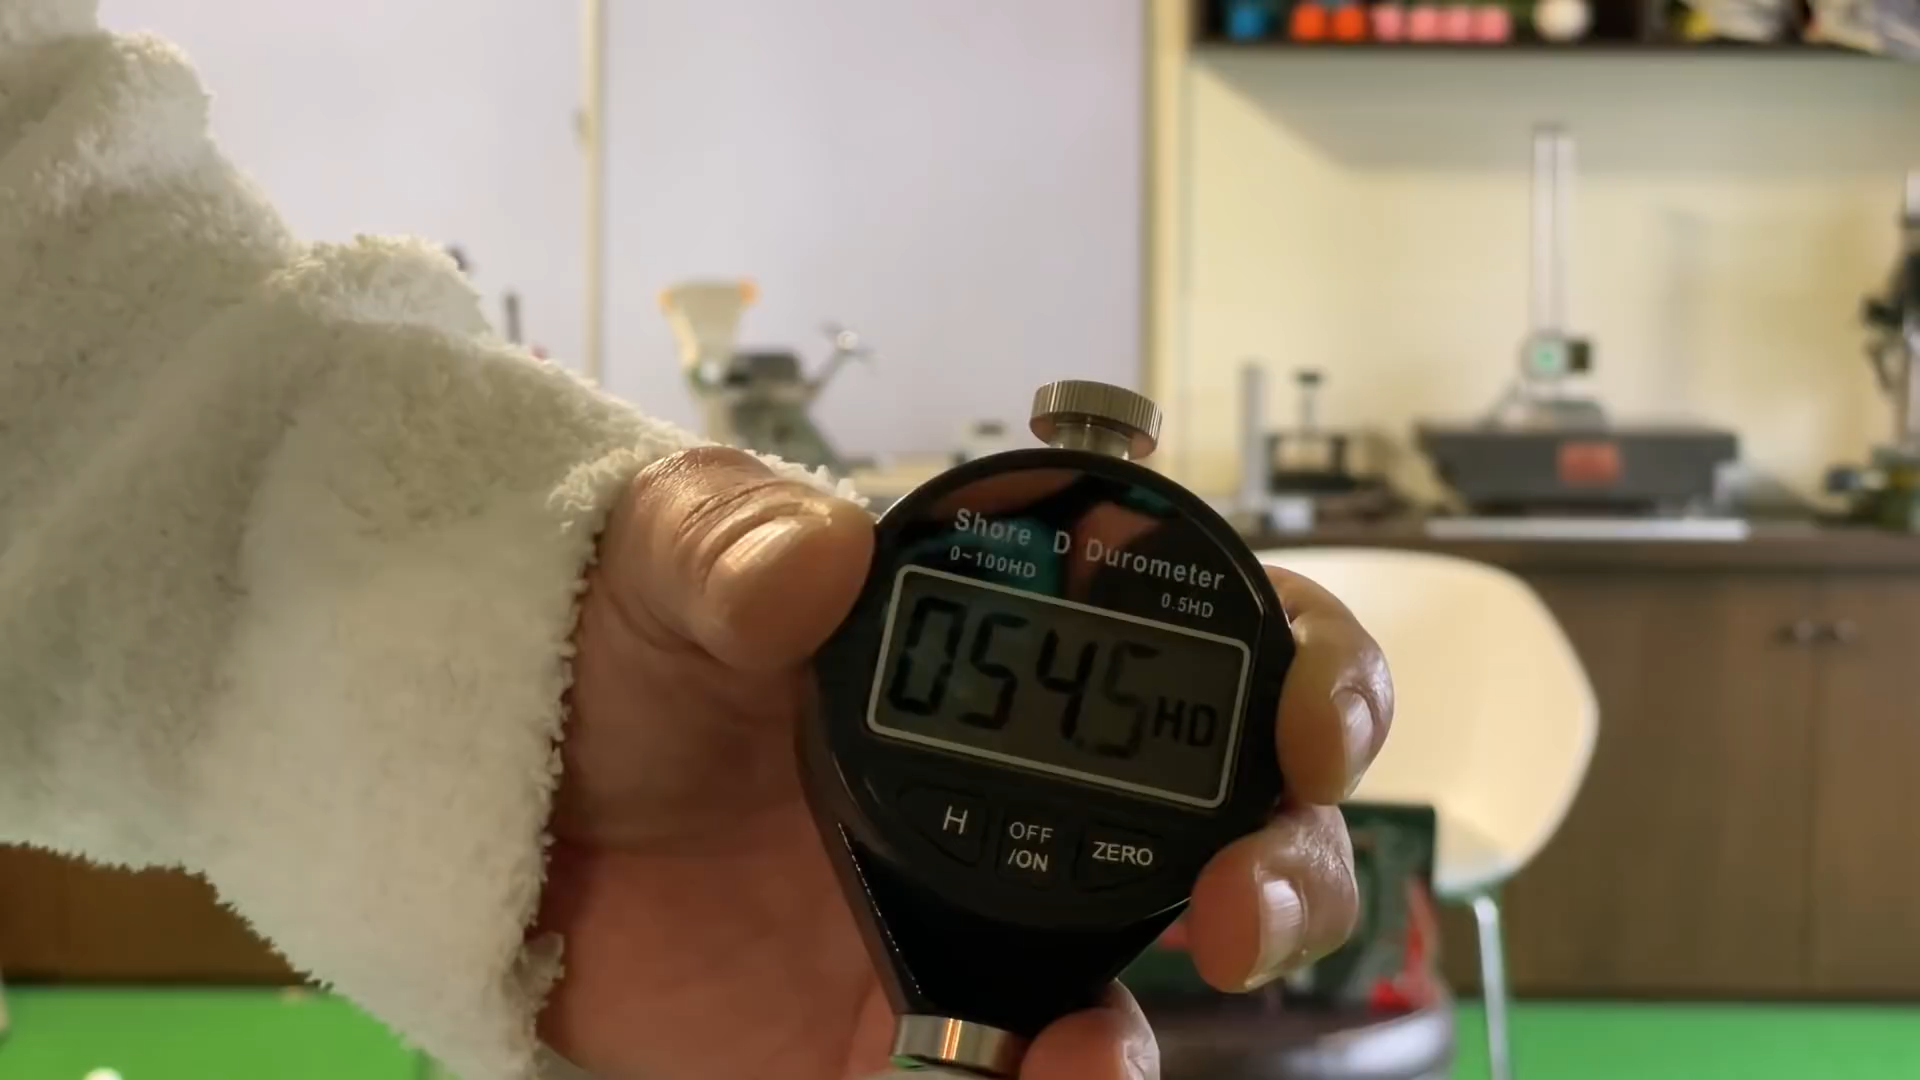 Shore D Durometer
0~100HD
0.5HD
054.5HD
H
OFF
/ON
ZERO